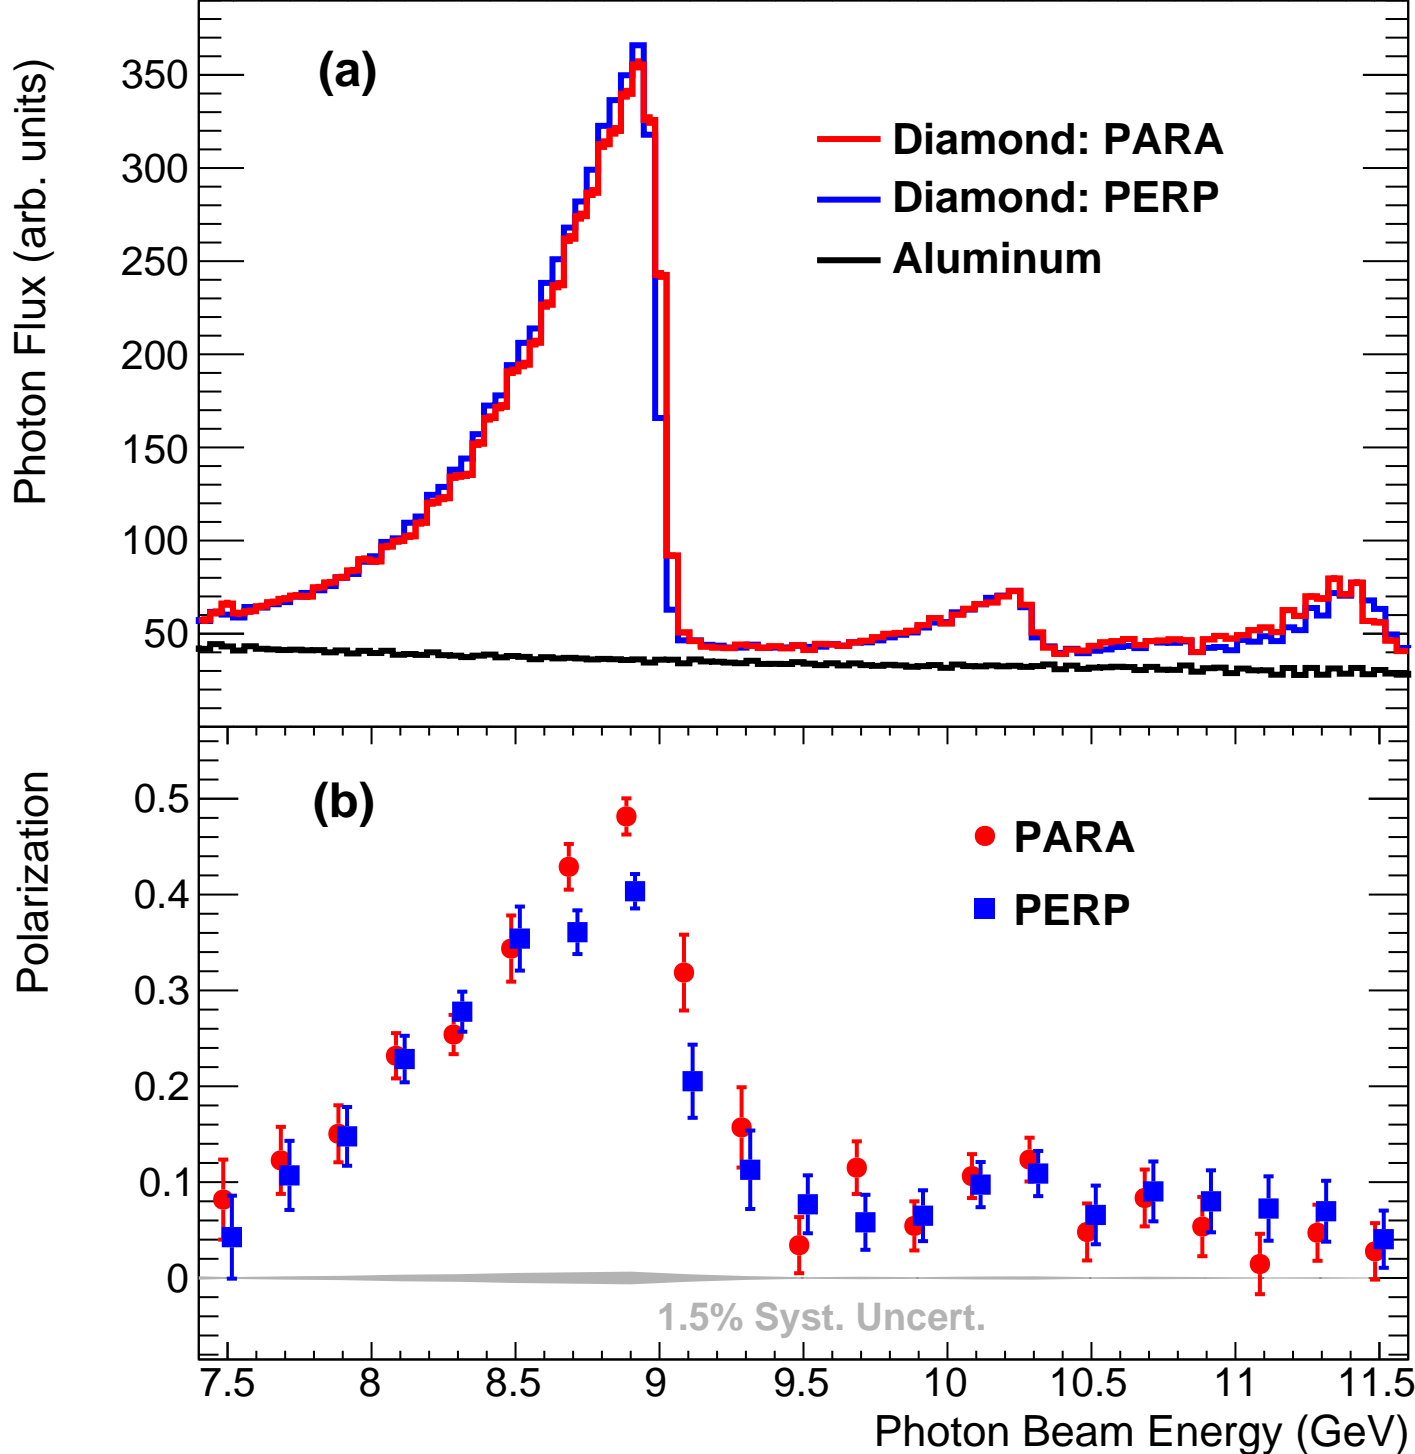 (a)
Photon Flux (arb. units)
350
300
250
200
150
100
50
Diamond: PARA
Diamond: PERP
Aluminum
(b)
Polarization
0.5
0.4
0.3
0.2
0.1
0
PARA
PERP
1.5% Syst. Uncert.
7.5 8 8.5 9 9.5 10 10.5 11 11.5
Photon Beam Energy (GeV)